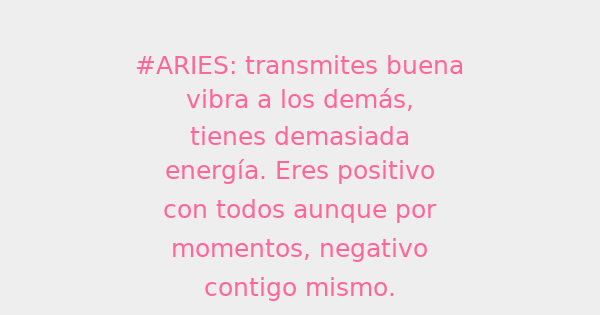 #ARIES: transmites buena
vibra a los demás,
tienes demasiada
energía. Eres positivo
con todos aunque por
momentos, negativo
contigo mismo.